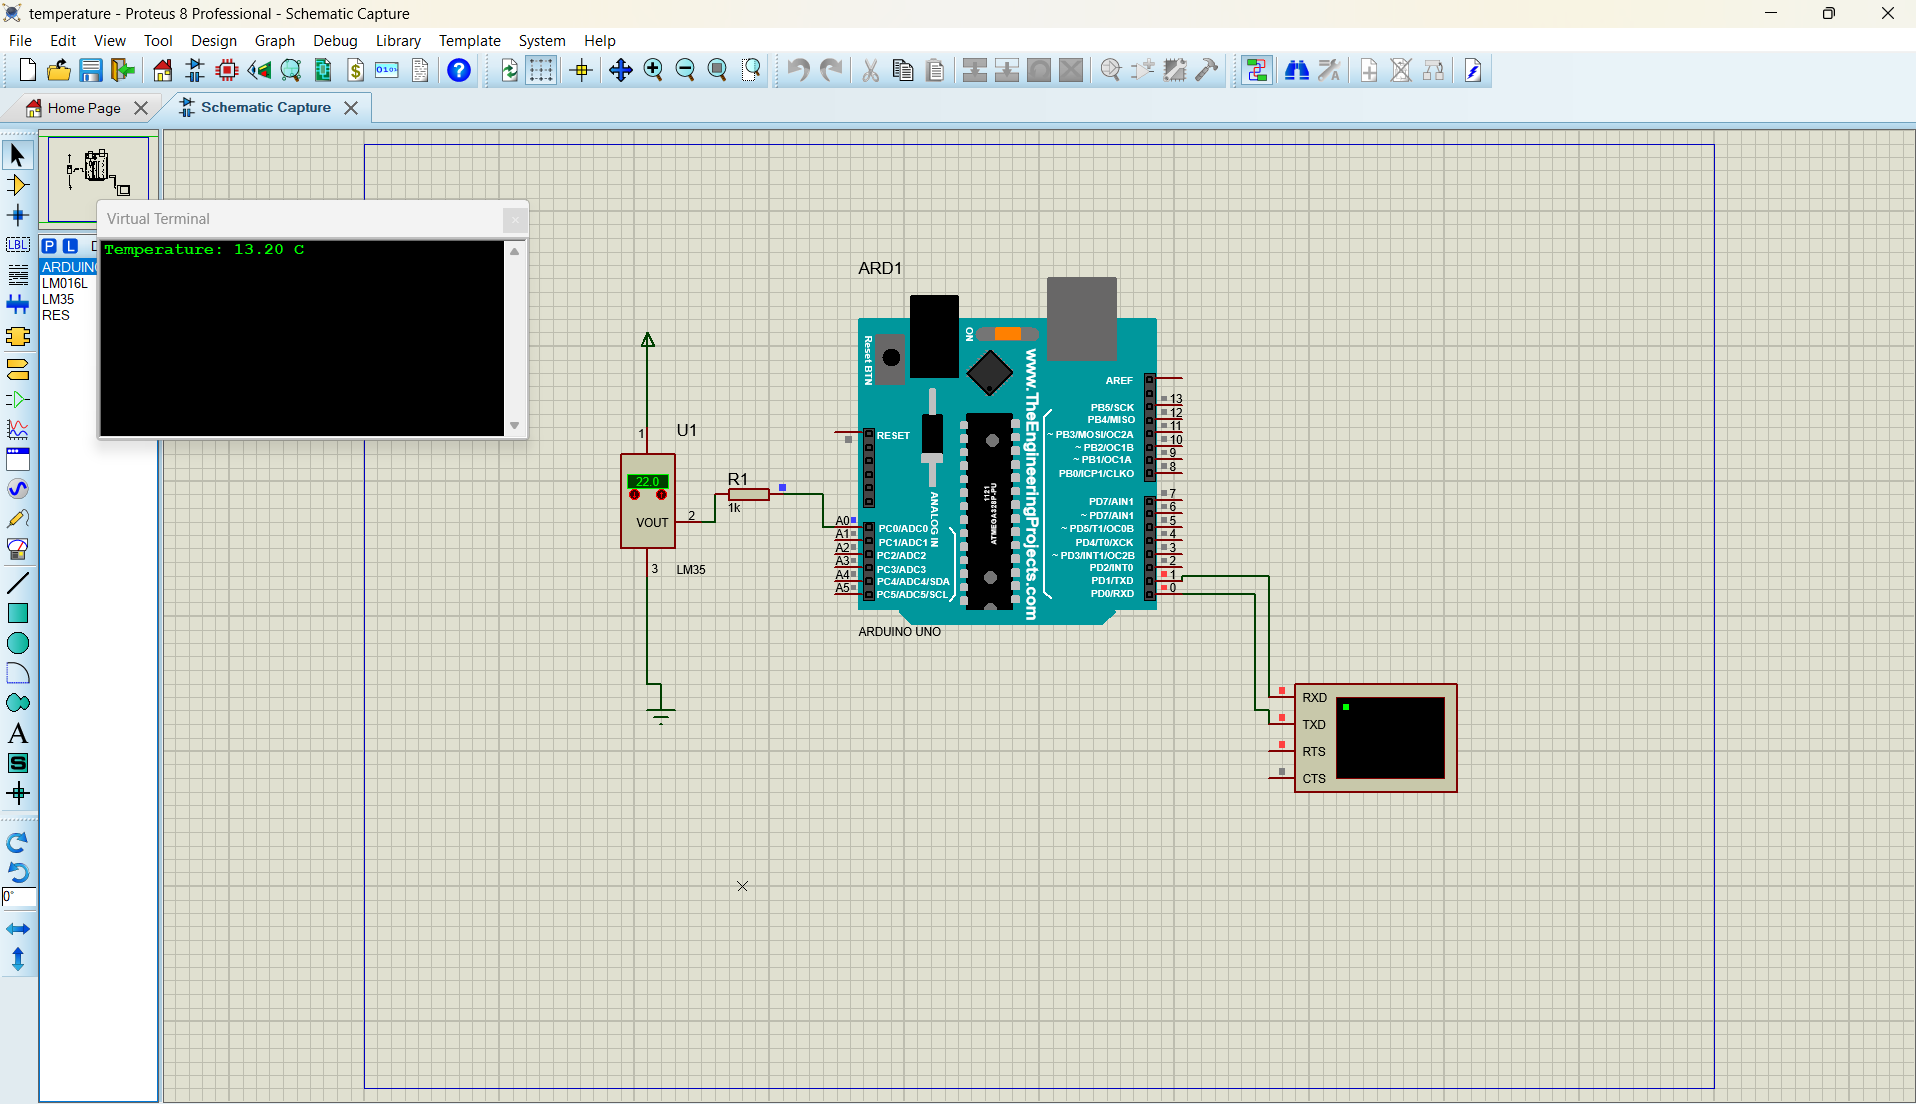 temperature - Proteus 8 Professional - Schematic Capture
File Edit View Tool Design Graph Debug Library Template System Help
Home Page
Schematic Capture
P L
ARDUIN
LM016L
LM35
RES
Virtual Terminal
Temperature: 13.20 C
LBL
A
S
0°
1
U1
22.0
VOUT
2
3
LM35
R1
1k
ARD1
Reset BTN
ON
www.TheEngineeringProjects.com
ANALOG IN
ATMEGA328P-PU
1121
RESET
A0 PC0/ADC0
A1 PC1/ADC1
A2 PC2/ADC2
A3 PC3/ADC3
A4 PC4/ADC4/SDA
A5 PC5/ADC5/SCL
AREF
PB5/SCK 13
PB4/MISO 12
~ PB3/MOSI/OC2A 11
~ PB2/OC1B 10
~ PB1/OC1A 9
PB0/ICP1/CLKO 8
PD7/AIN1 7
~ PD7/AIN1 6
~ PD5/T1/OC0B 5
PD4/T0/XCK 4
~ PD3/INT1/OC2B 3
PD2/INT0 2
PD1/TXD 1
PD0/RXD 0
ARDUINO UNO
RXD
TXD
RTS
CTS